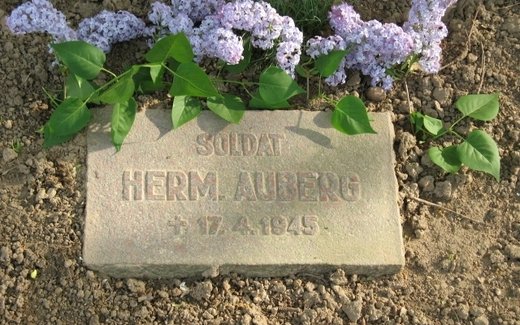 SOLDAT
HERM. AUBERG
✝ 17.4.1945